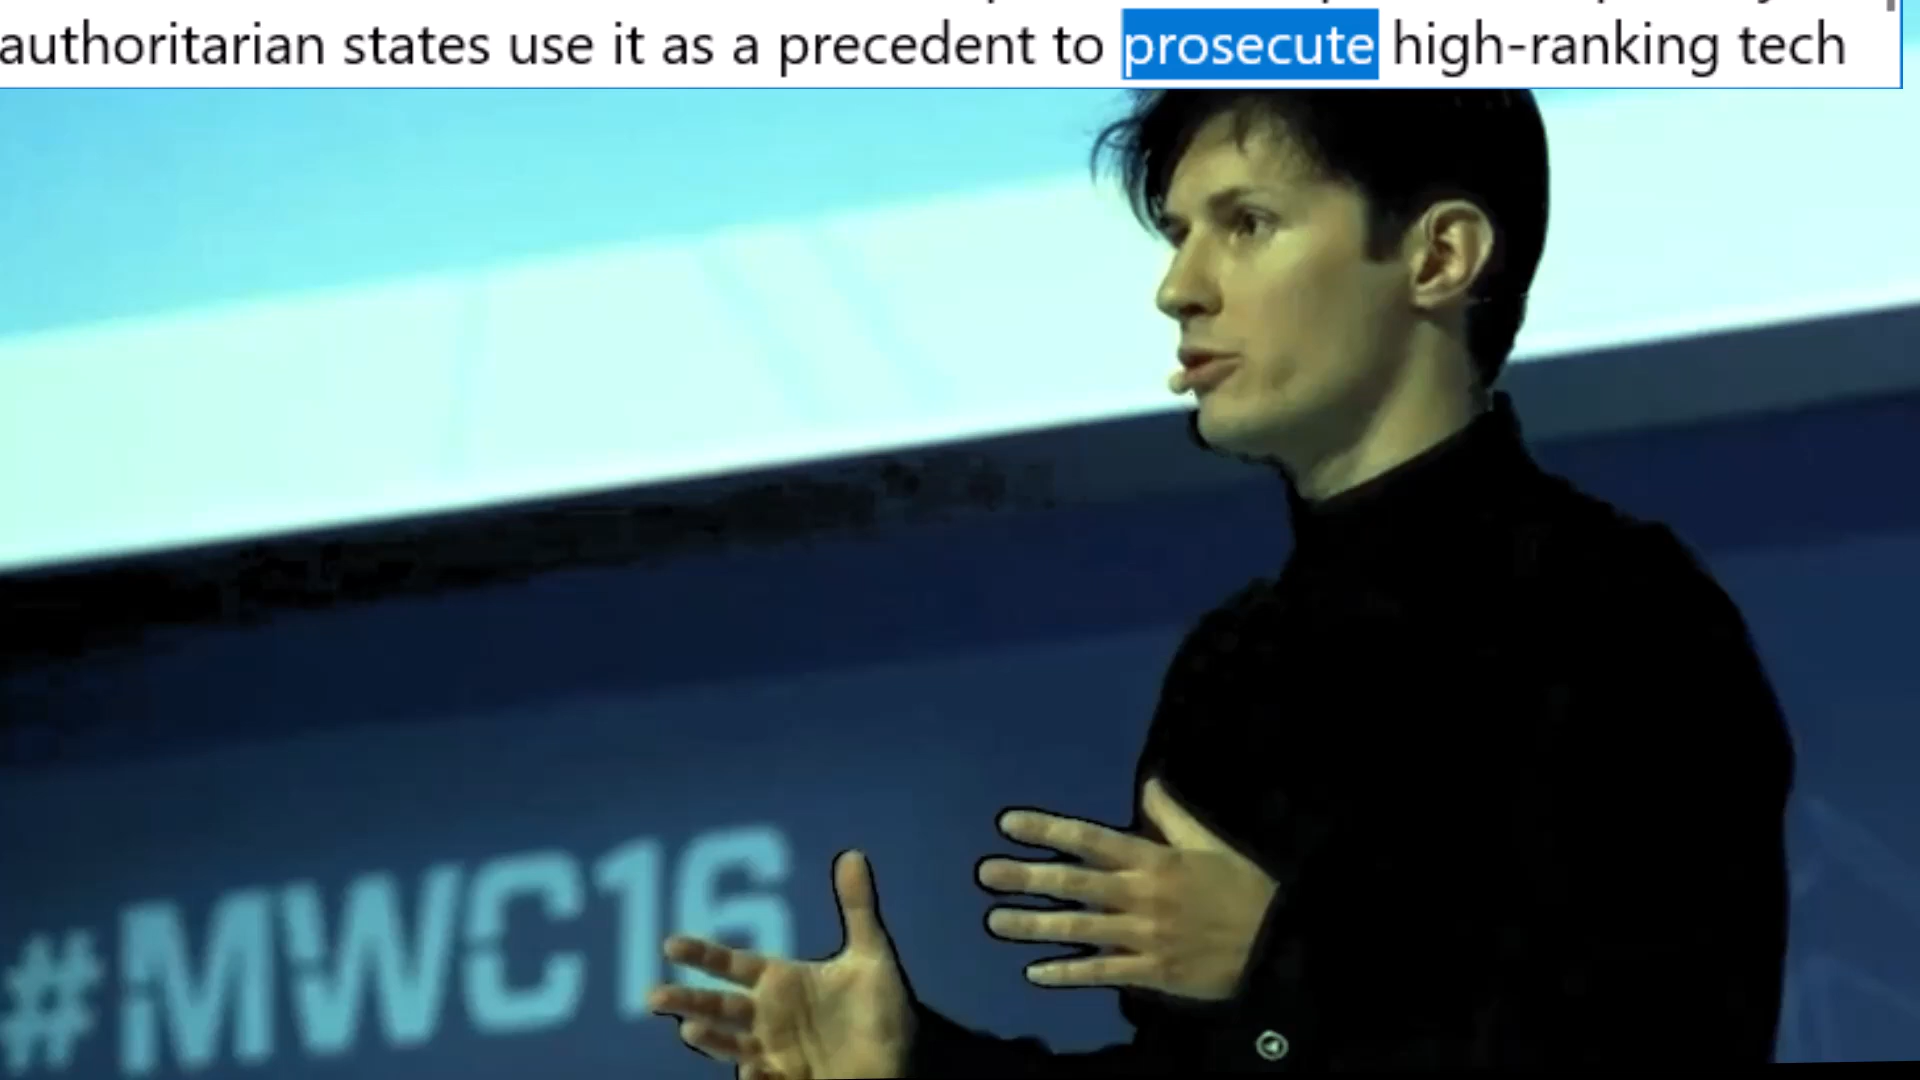 authoritarian states use it as a precedent to prosecute high-ranking tech
#MWC16